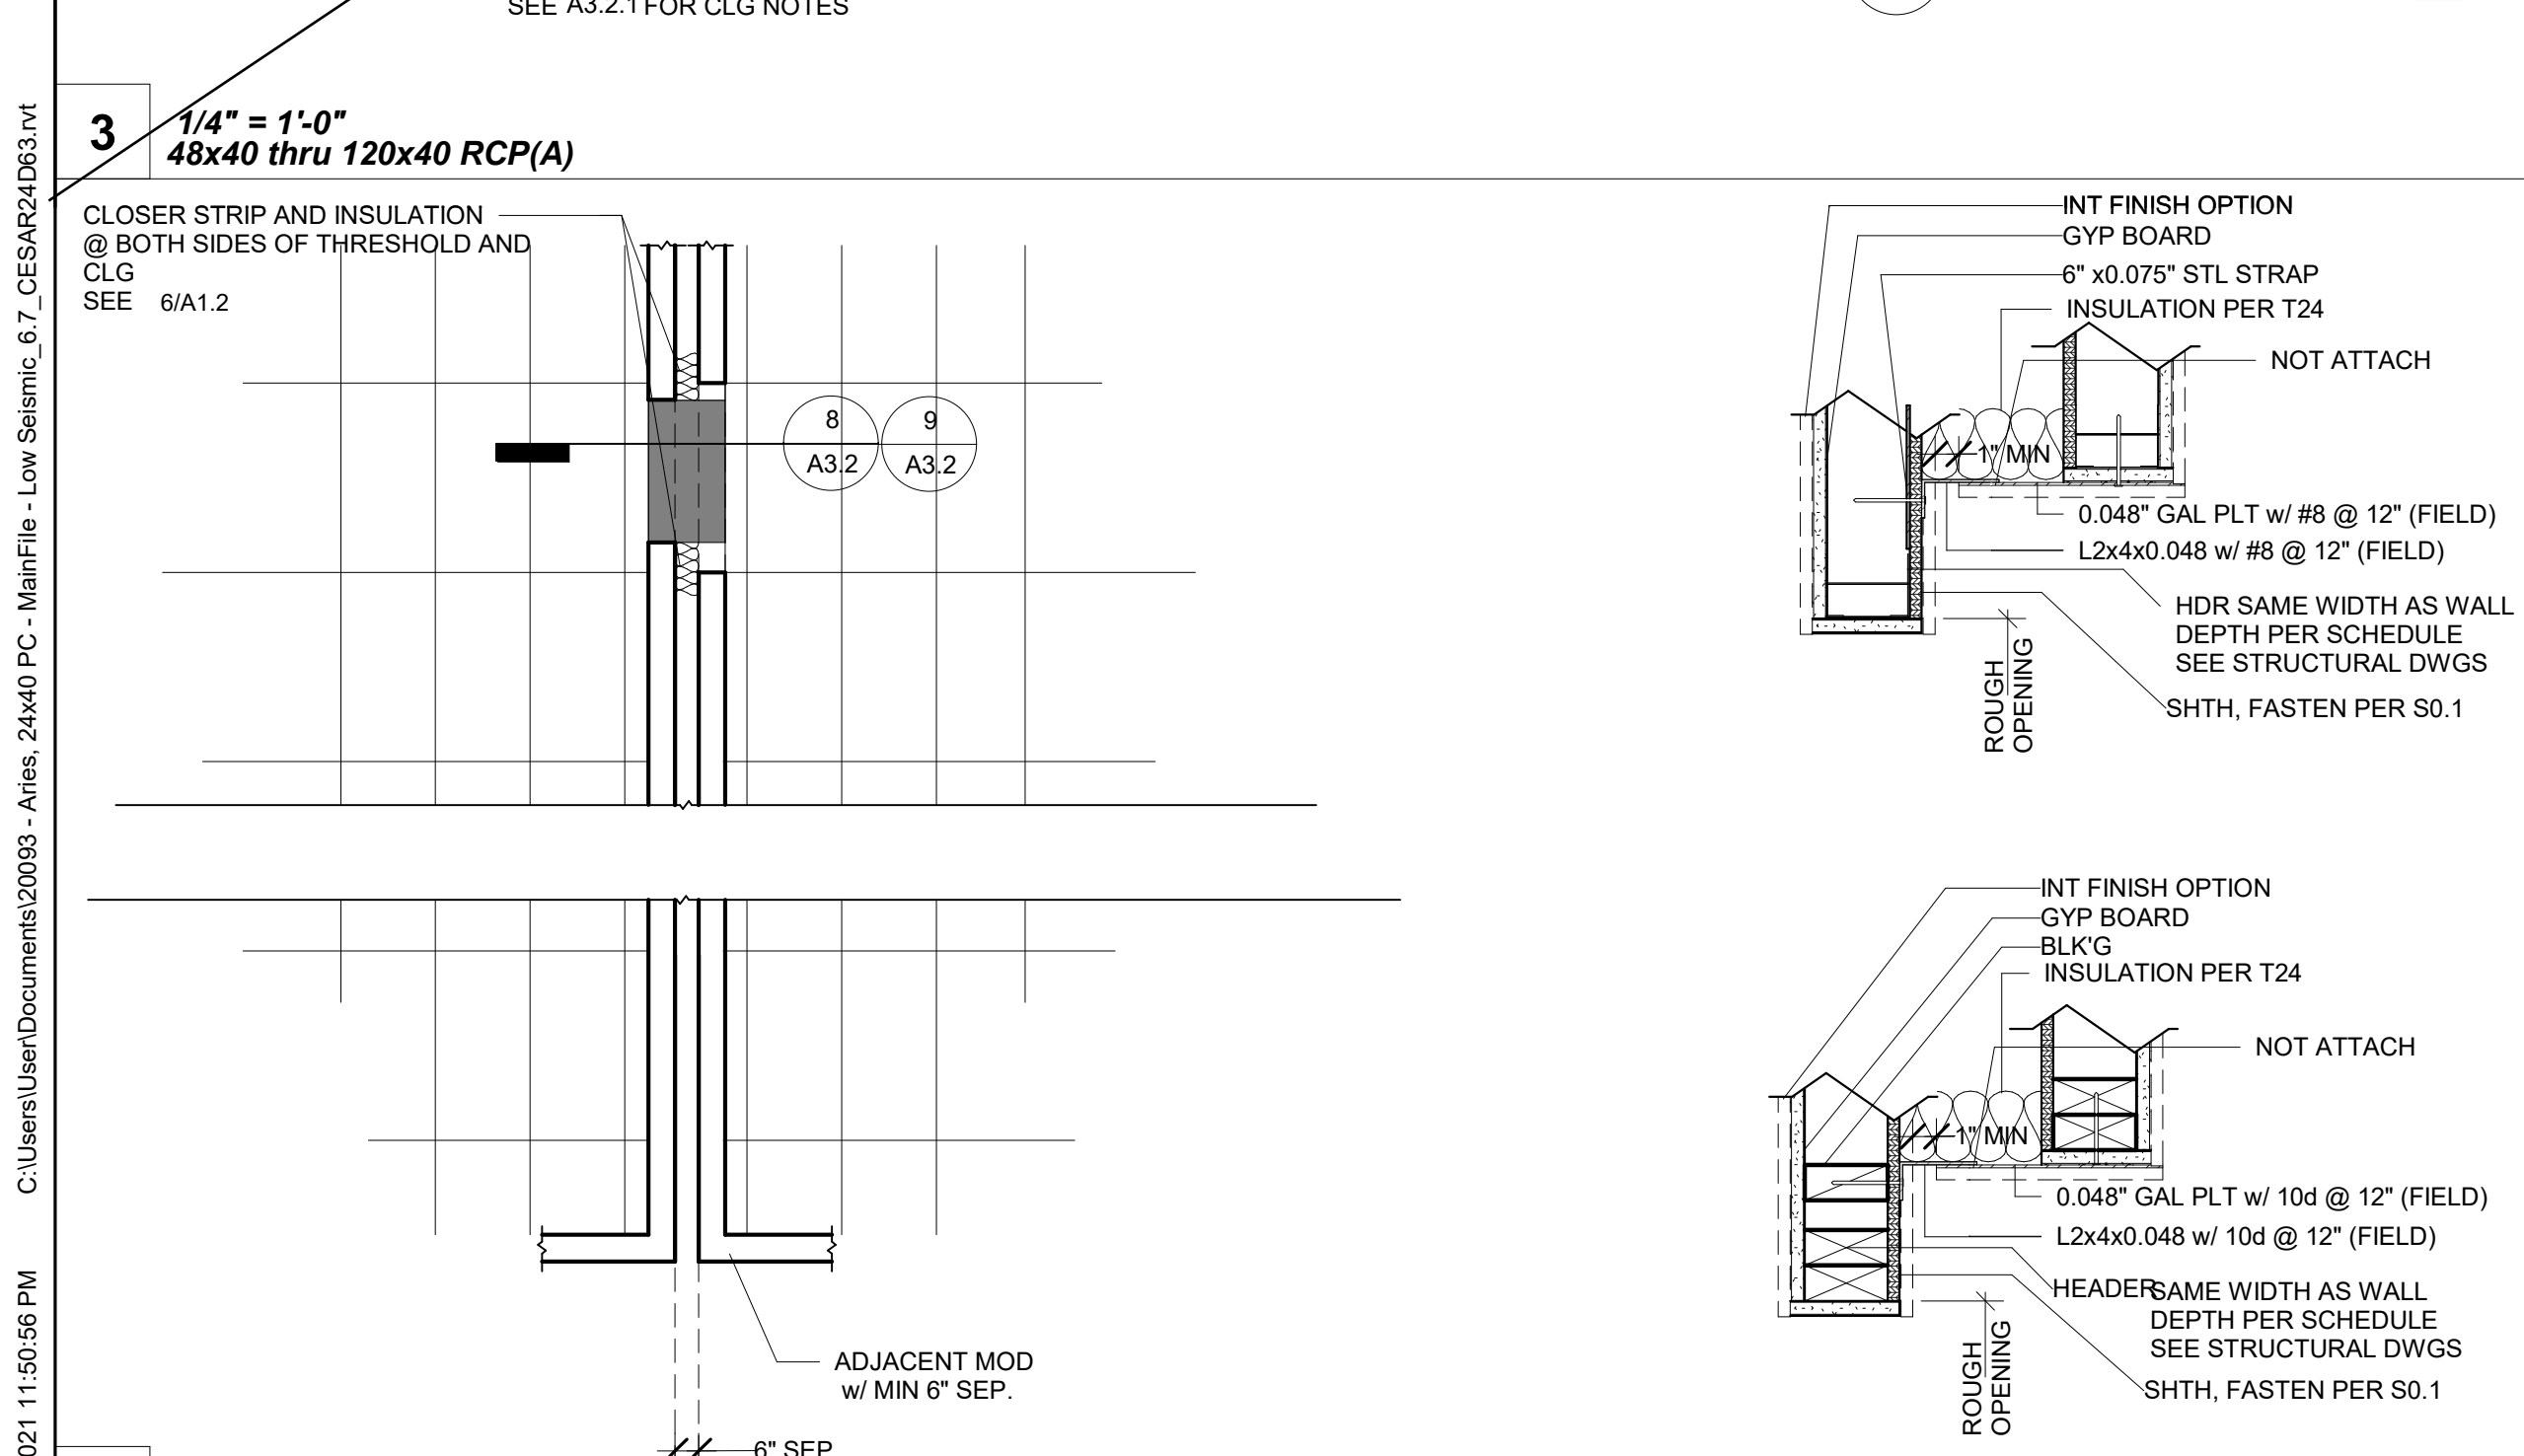 SEE A3.2.1 FOR CLG NOTES
3
1/4" = 1'-0"
48x40 thru 120x40 RCP(A)
CLOSER STRIP AND INSULATION
@ BOTH SIDES OF THRESHOLD AND
CLG
SEE 6/A1.2
8
A3.2
9
A3.2
ADJACENT MOD
w/ MIN 6" SEP.
6" SEP
INT FINISH OPTION
GYP BOARD
6" x0.075" STL STRAP
INSULATION PER T24
NOT ATTACH
1" MIN
0.048" GAL PLT w/ #8 @ 12" (FIELD)
L2x4x0.048 w/ #8 @ 12" (FIELD)
HDR SAME WIDTH AS WALL
DEPTH PER SCHEDULE
SEE STRUCTURAL DWGS
SHTH, FASTEN PER S0.1
ROUGH
OPENING
INT FINISH OPTION
GYP BOARD
BLK'G
INSULATION PER T24
NOT ATTACH
1" MIN
0.048" GAL PLT w/ 10d @ 12" (FIELD)
L2x4x0.048 w/ 10d @ 12" (FIELD)
HEADER SAME WIDTH AS WALL
DEPTH PER SCHEDULE
SEE STRUCTURAL DWGS
SHTH, FASTEN PER S0.1
ROUGH
OPENING
021 11:50:56 PM C:\Users\User\Documents\20093 - Aries, 24x40 PC - MainFile - Low Seismic_6.7_CESAR24D63.rvt